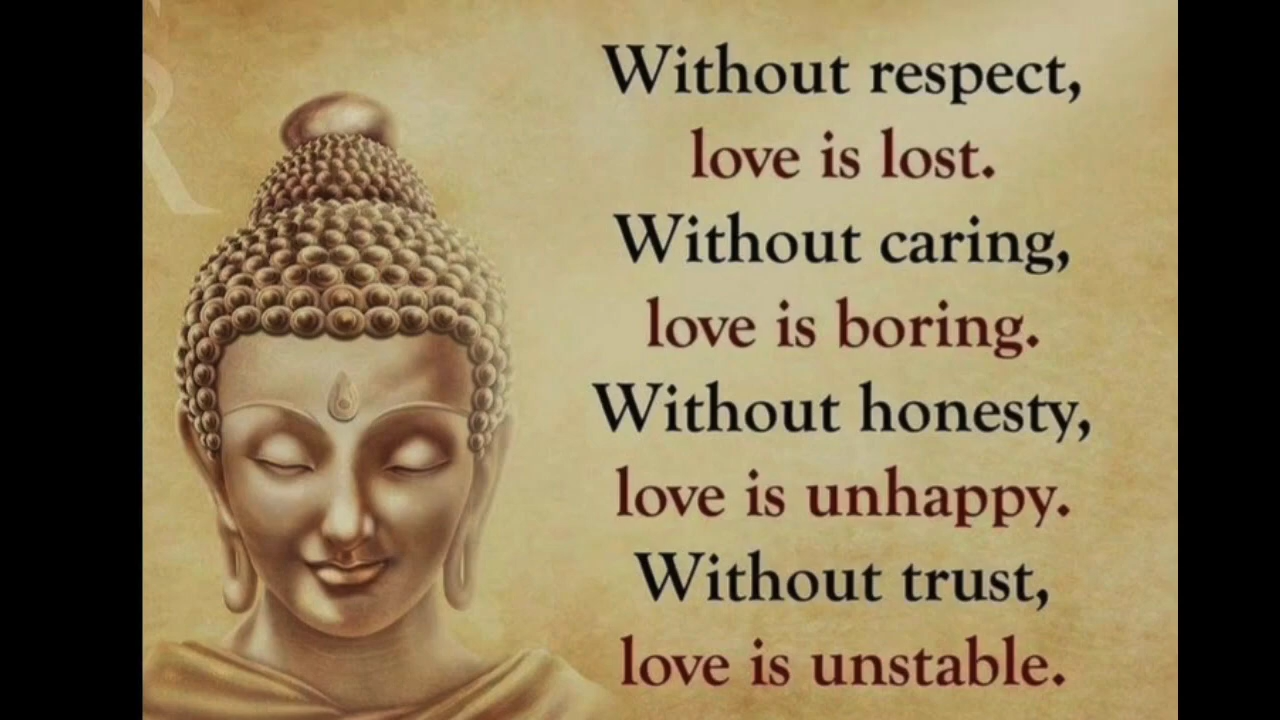 Without respect,
love is lost.
Without caring,
love is boring.
Without honesty,
love is unhappy.
Without trust,
love is unstable.